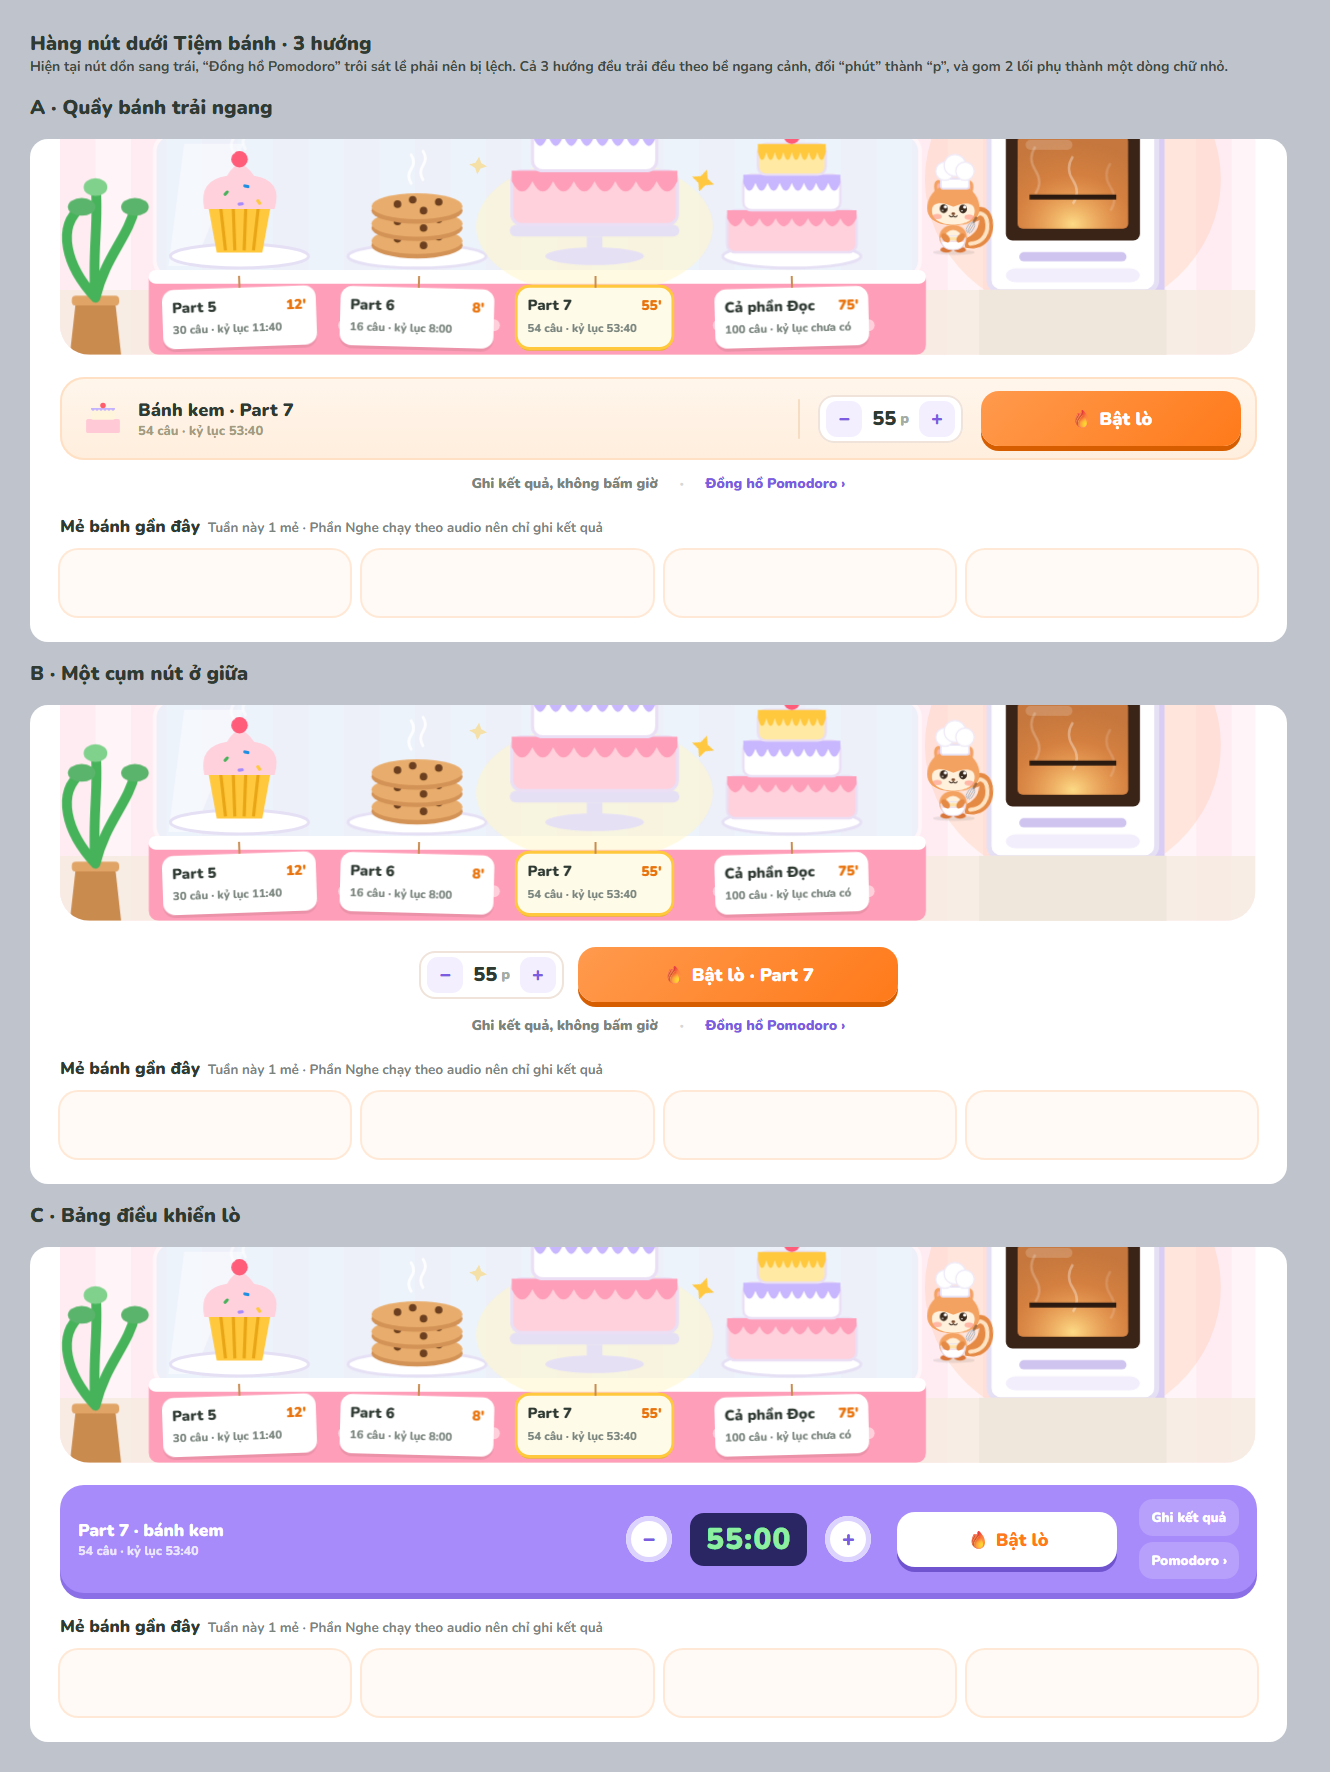 Hàng nút dưới Tiệm bánh · 3 hướng
Hiện tại nút dồn sang trái, “Đồng hồ Pomodoro” trôi sát lề phải nên bị lệch. Cả 3 hướng đều trải đều theo bề ngang cảnh, đổi “phút” thành “p”, và gom 2 lối phụ thành một dòng chữ nhỏ.
A · Quầy bánh trải ngang
Part 5 12'
30 câu · kỷ lục 11:40
Part 6 8'
16 câu · kỷ lục 8:00
Part 7 55'
54 câu · kỷ lục 53:40
Cả phần Đọc 75'
100 câu · kỷ lục chưa có
Bánh kem · Part 7
54 câu · kỷ lục 53:40
− 55 p +
Bật lò
Ghi kết quả, không bấm giờ · Đồng hồ Pomodoro ›
Mẻ bánh gần đây Tuần này 1 mẻ · Phần Nghe chạy theo audio nên chỉ ghi kết quả
B · Một cụm nút ở giữa
Part 5 12'
30 câu · kỷ lục 11:40
Part 6 8'
16 câu · kỷ lục 8:00
Part 7 55'
54 câu · kỷ lục 53:40
Cả phần Đọc 75'
100 câu · kỷ lục chưa có
− 55 p +
Bật lò · Part 7
Ghi kết quả, không bấm giờ · Đồng hồ Pomodoro ›
Mẻ bánh gần đây Tuần này 1 mẻ · Phần Nghe chạy theo audio nên chỉ ghi kết quả
C · Bảng điều khiển lò
Part 5 12'
30 câu · kỷ lục 11:40
Part 6 8'
16 câu · kỷ lục 8:00
Part 7 55'
54 câu · kỷ lục 53:40
Cả phần Đọc 75'
100 câu · kỷ lục chưa có
Part 7 · bánh kem
54 câu · kỷ lục 53:40
− 55:00 +
Bật lò
Ghi kết quả
Pomodoro ›
Mẻ bánh gần đây Tuần này 1 mẻ · Phần Nghe chạy theo audio nên chỉ ghi kết quả